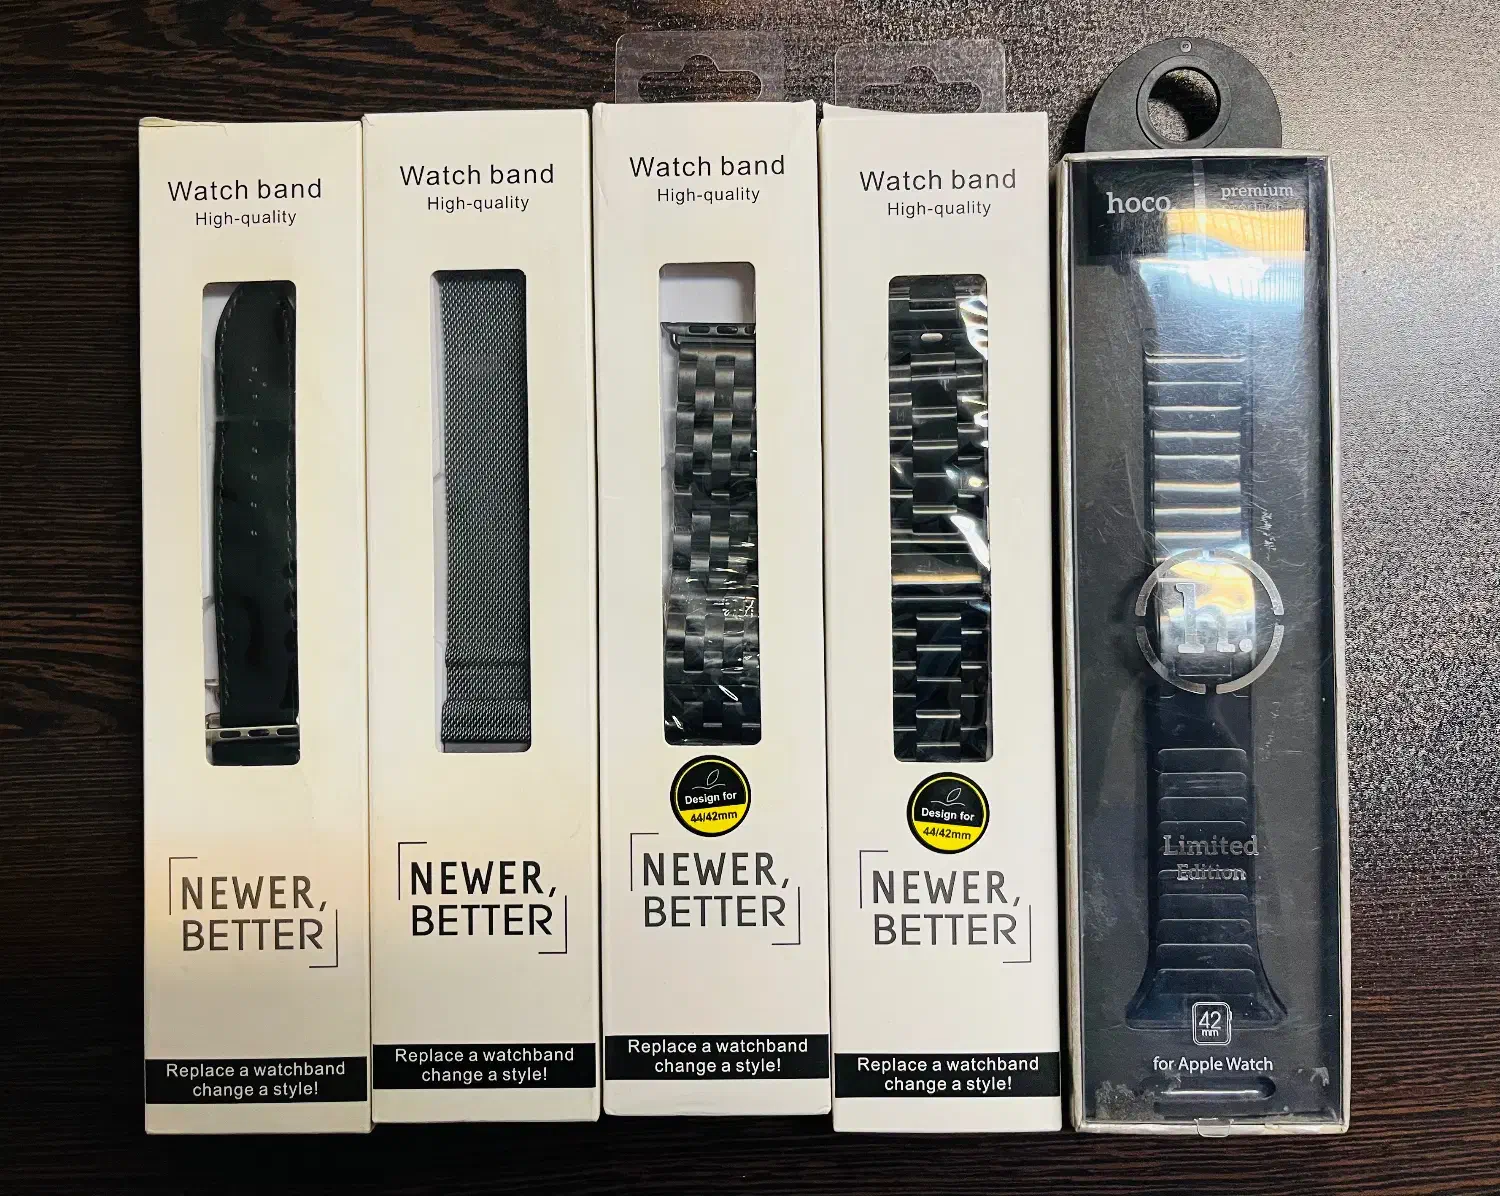 Watch band
High-quality
NEWER,
BETTER
Replace a watchband
change a style!
Watch band
High-quality
NEWER,
BETTER
Replace a watchband
change a style!
Watch band
High-quality
Design for
44/42mm
NEWER,
BETTER
Replace a watchband
change a style!
Watch band
High-quality
Design for
44/42mm
NEWER,
BETTER
Replace a watchband
change a style!
hoco.
premium
h.
Limited
Edition
42
mm
for Apple Watch